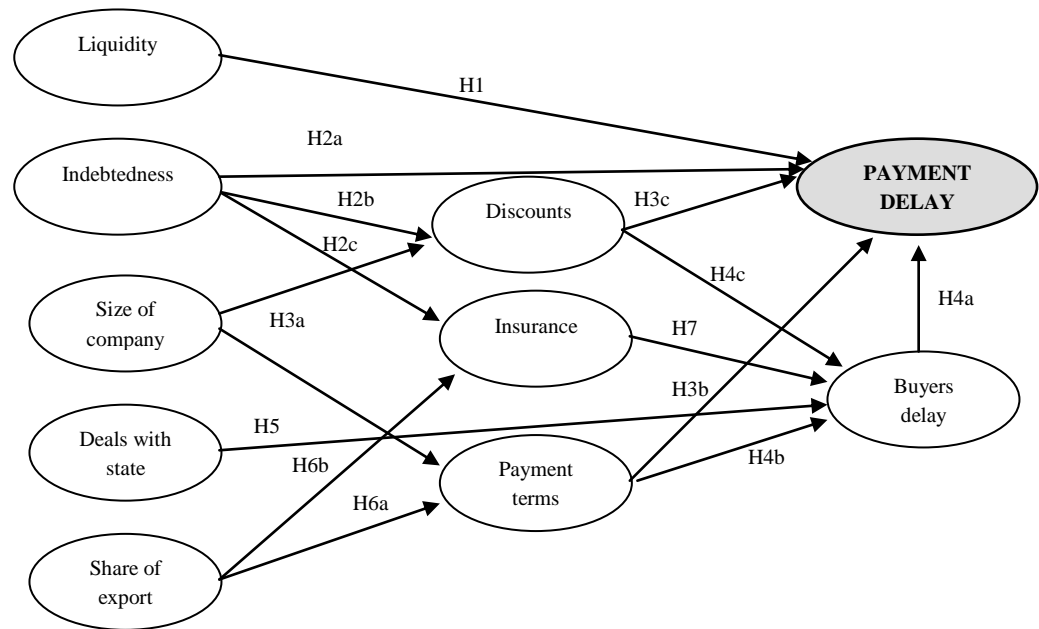 Liquidity
H1
H2a
Indebtedness
PAYMENT
DELAY
H2b
Discounts
H3c
H2c
H4c
H4a
Size of
company
H3a
Insurance
H7
H3b
Buyers
delay
Deals with
state
H5
H6b
Payment
terms
H4b
H6a
Share of
export